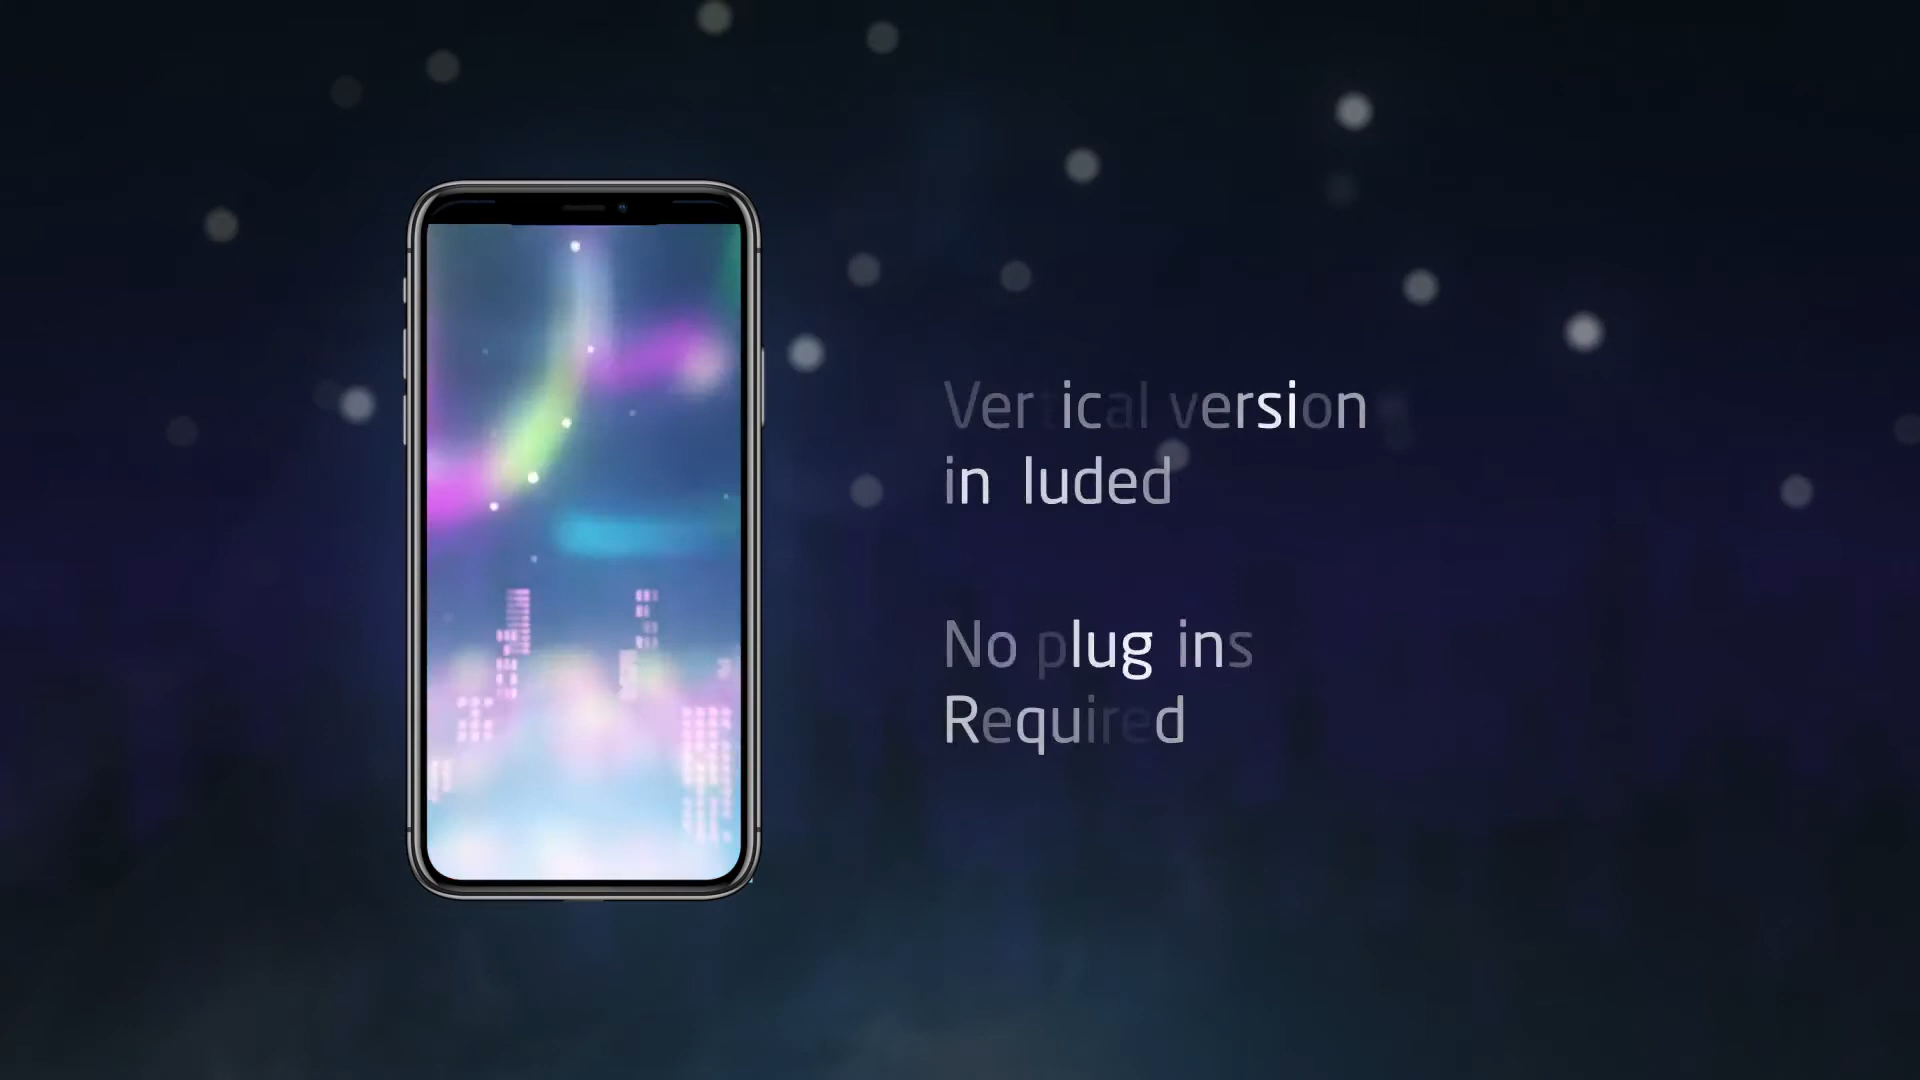 Vertical version
in luded
No plug ins
Required